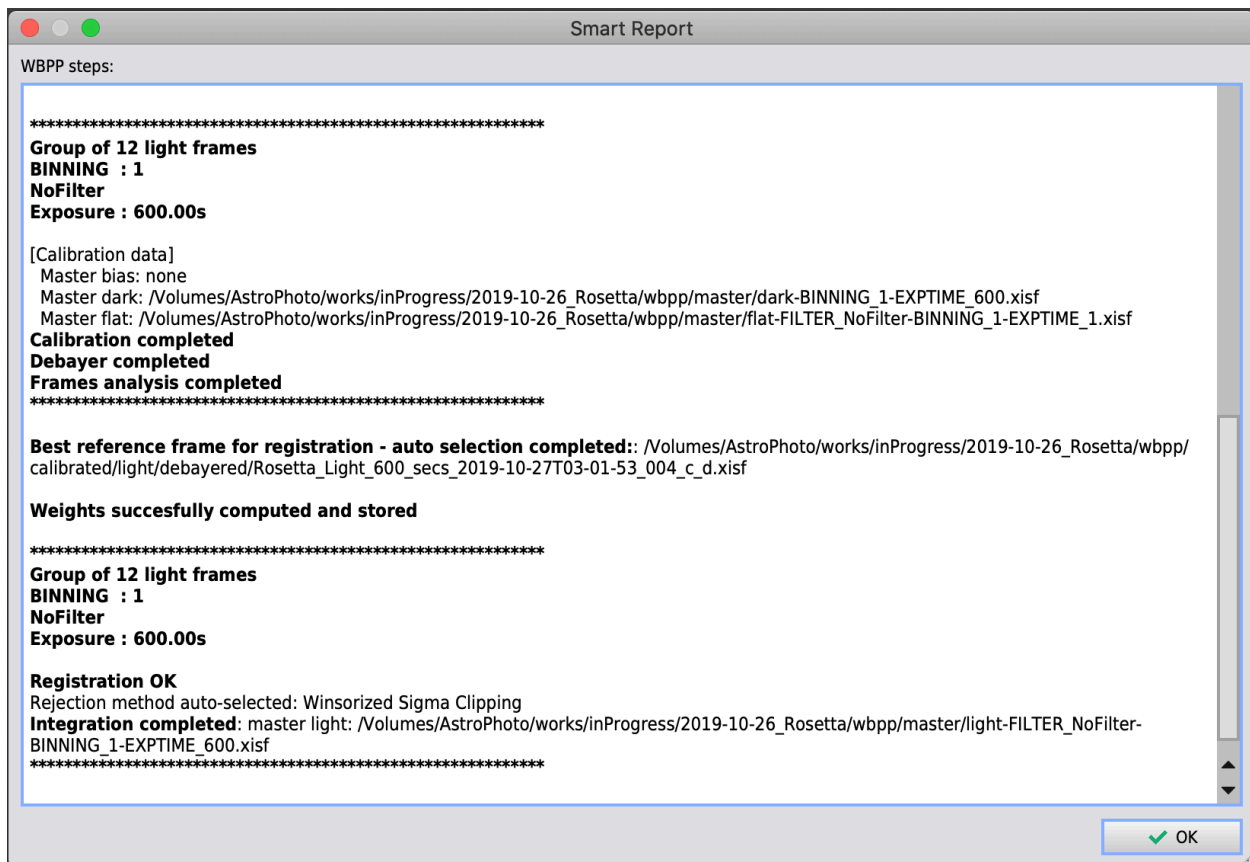 Smart Report
WBPP steps:
************************************************************
Group of 12 light frames
BINNING  : 1
NoFilter
Exposure : 600.00s
[Calibration data]
Master bias: none
Master dark: /Volumes/AstroPhoto/works/inProgress/2019-10-26_Rosetta/wbpp/master/dark-BINNING_1-EXPTIME_600.xisf
Master flat: /Volumes/AstroPhoto/works/inProgress/2019-10-26_Rosetta/wbpp/master/flat-FILTER_NoFilter-BINNING_1-EXPTIME_1.xisf
Calibration completed
Debayer completed
Frames analysis completed
************************************************************
Best reference frame for registration - auto selection completed:: /Volumes/AstroPhoto/works/inProgress/2019-10-26_Rosetta/wbpp/
calibrated/light/debayered/Rosetta_Light_600_secs_2019-10-27T03-01-53_004_c_d.xisf
Weights succesfully computed and stored
************************************************************
Group of 12 light frames
BINNING  : 1
NoFilter
Exposure : 600.00s
Registration OK
Rejection method auto-selected: Winsorized Sigma Clipping
Integration completed: master light: /Volumes/AstroPhoto/works/inProgress/2019-10-26_Rosetta/wbpp/master/light-FILTER_NoFilter-
BINNING_1-EXPTIME_600.xisf
************************************************************
OK